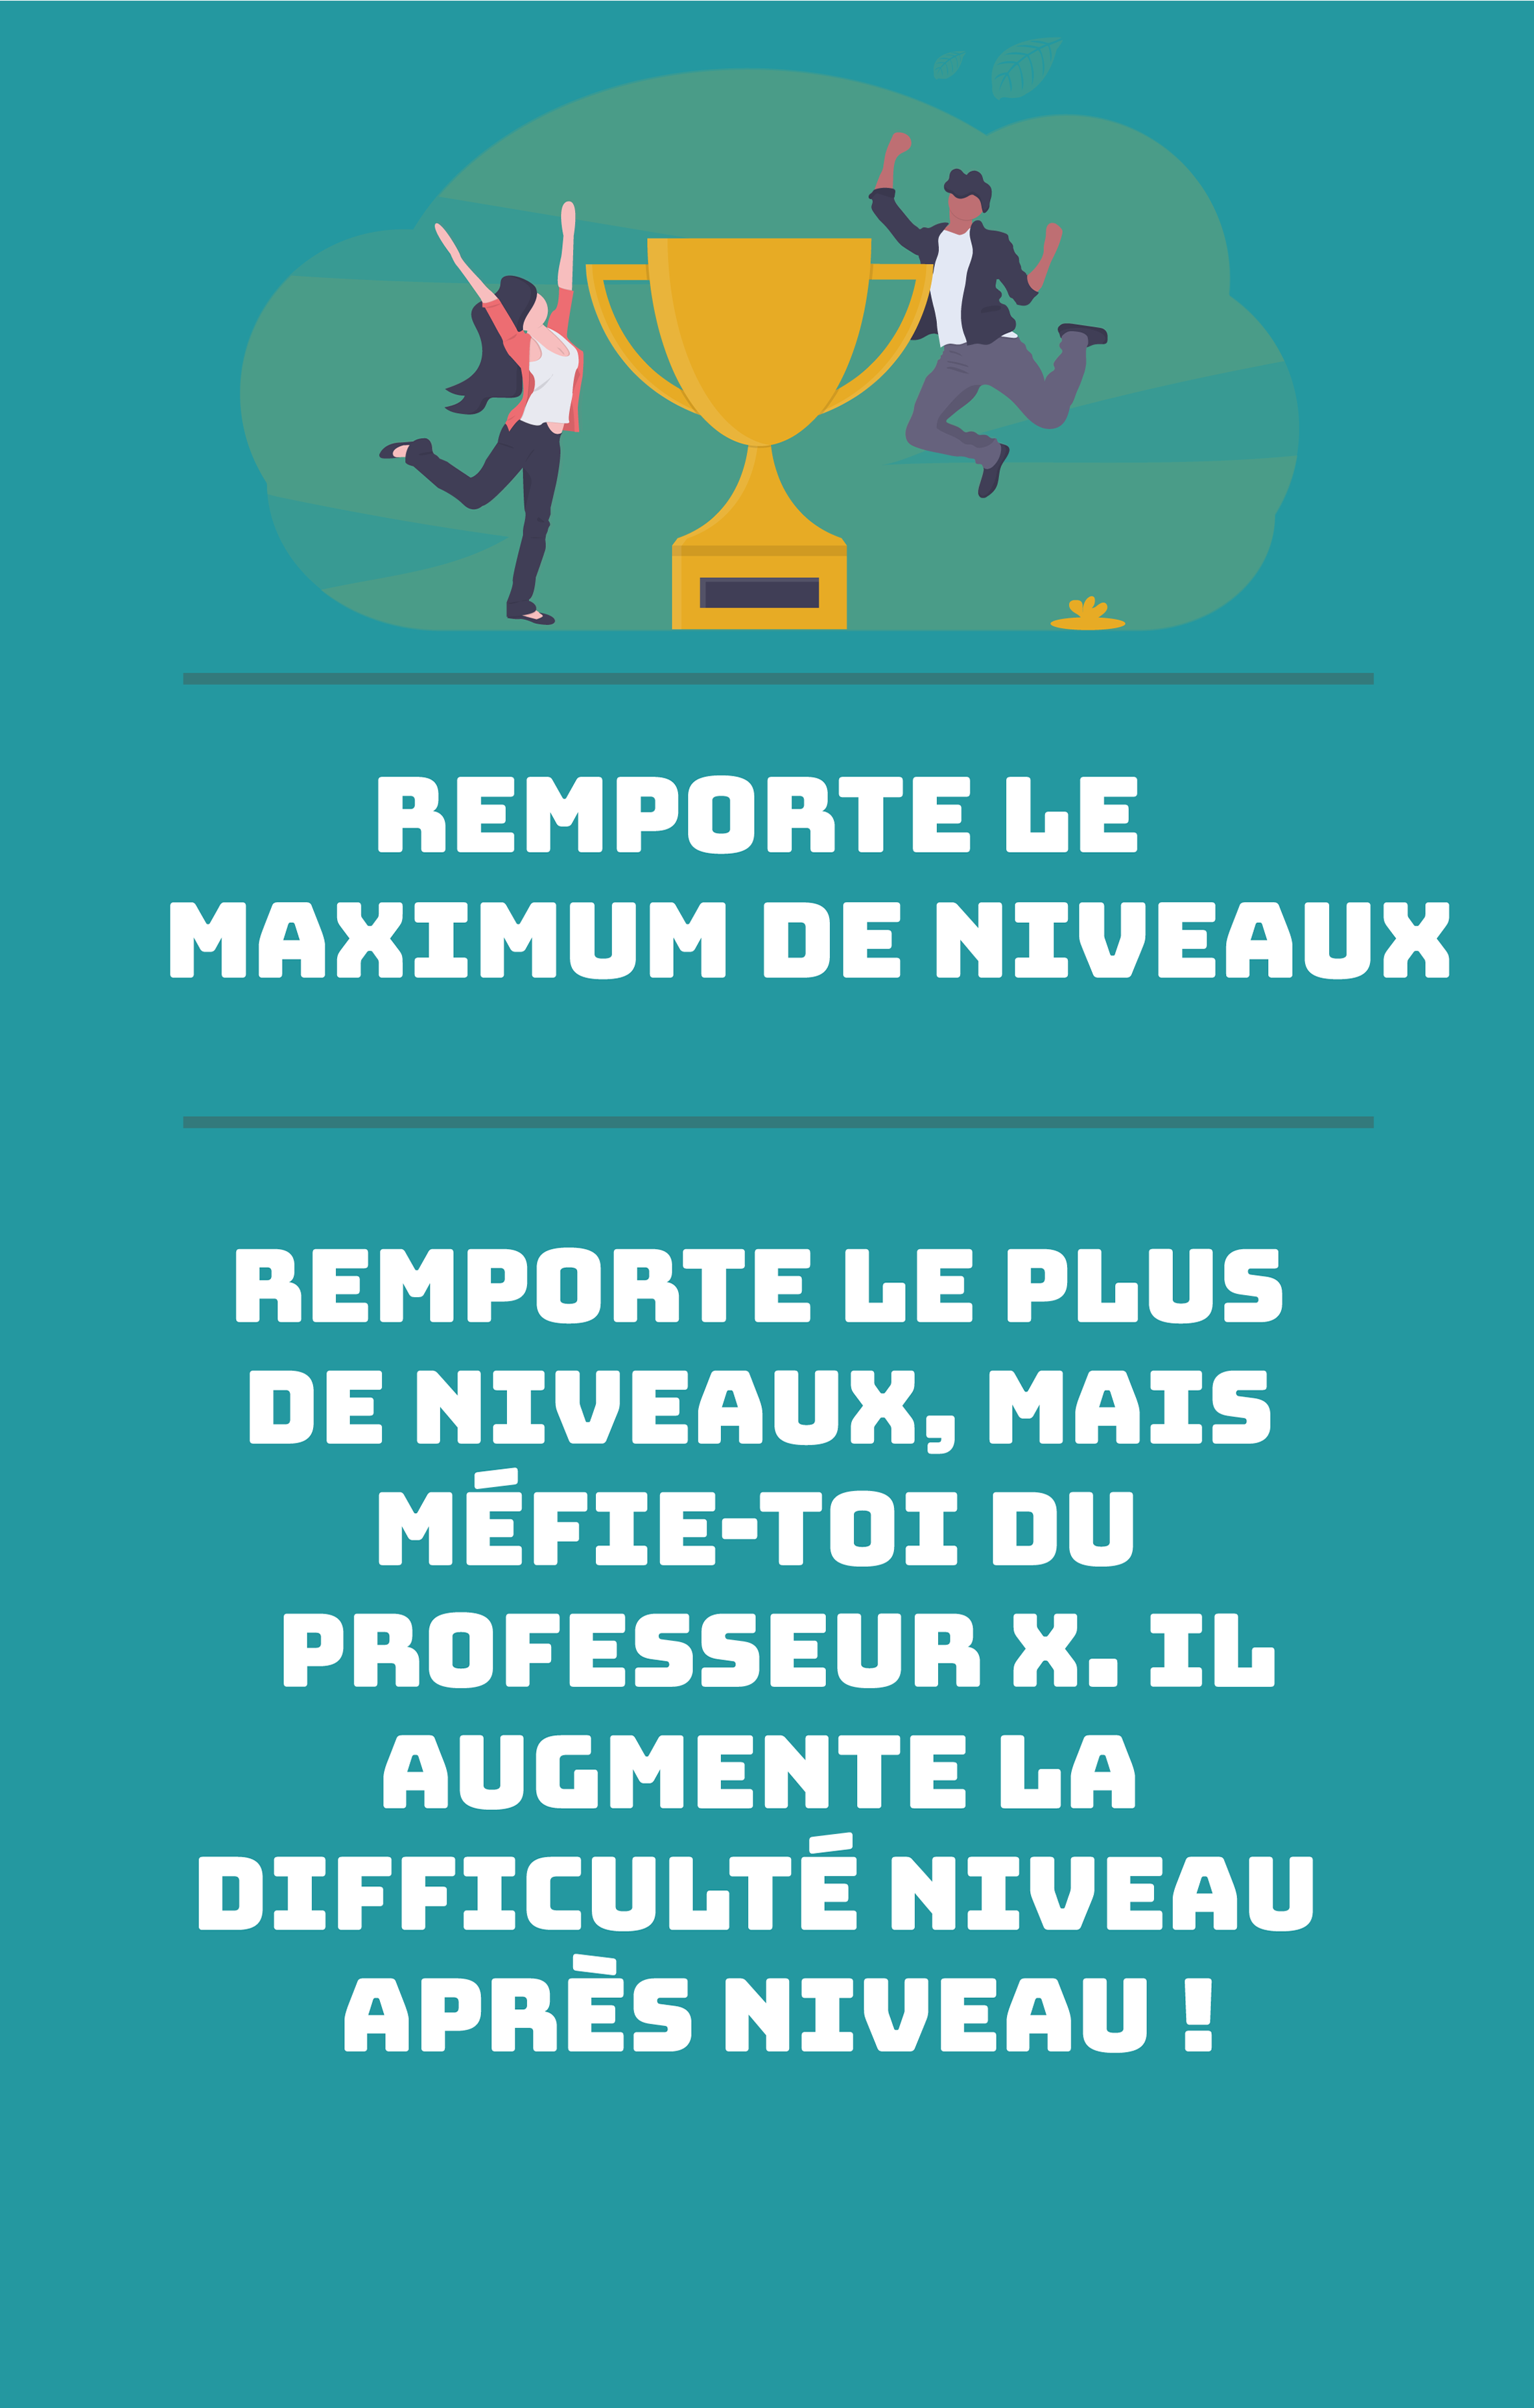 REMPORTE LE
MAXIMUM DE NIVEAUX
REMPORTE LE PLUS
DE NIVEAUX, MAIS
MÉFIE-TOI DU
PROFESSEUR X. IL
AUGMENTE LA
DIFFICULTÉ NIVEAU
APRÈS NIVEAU !